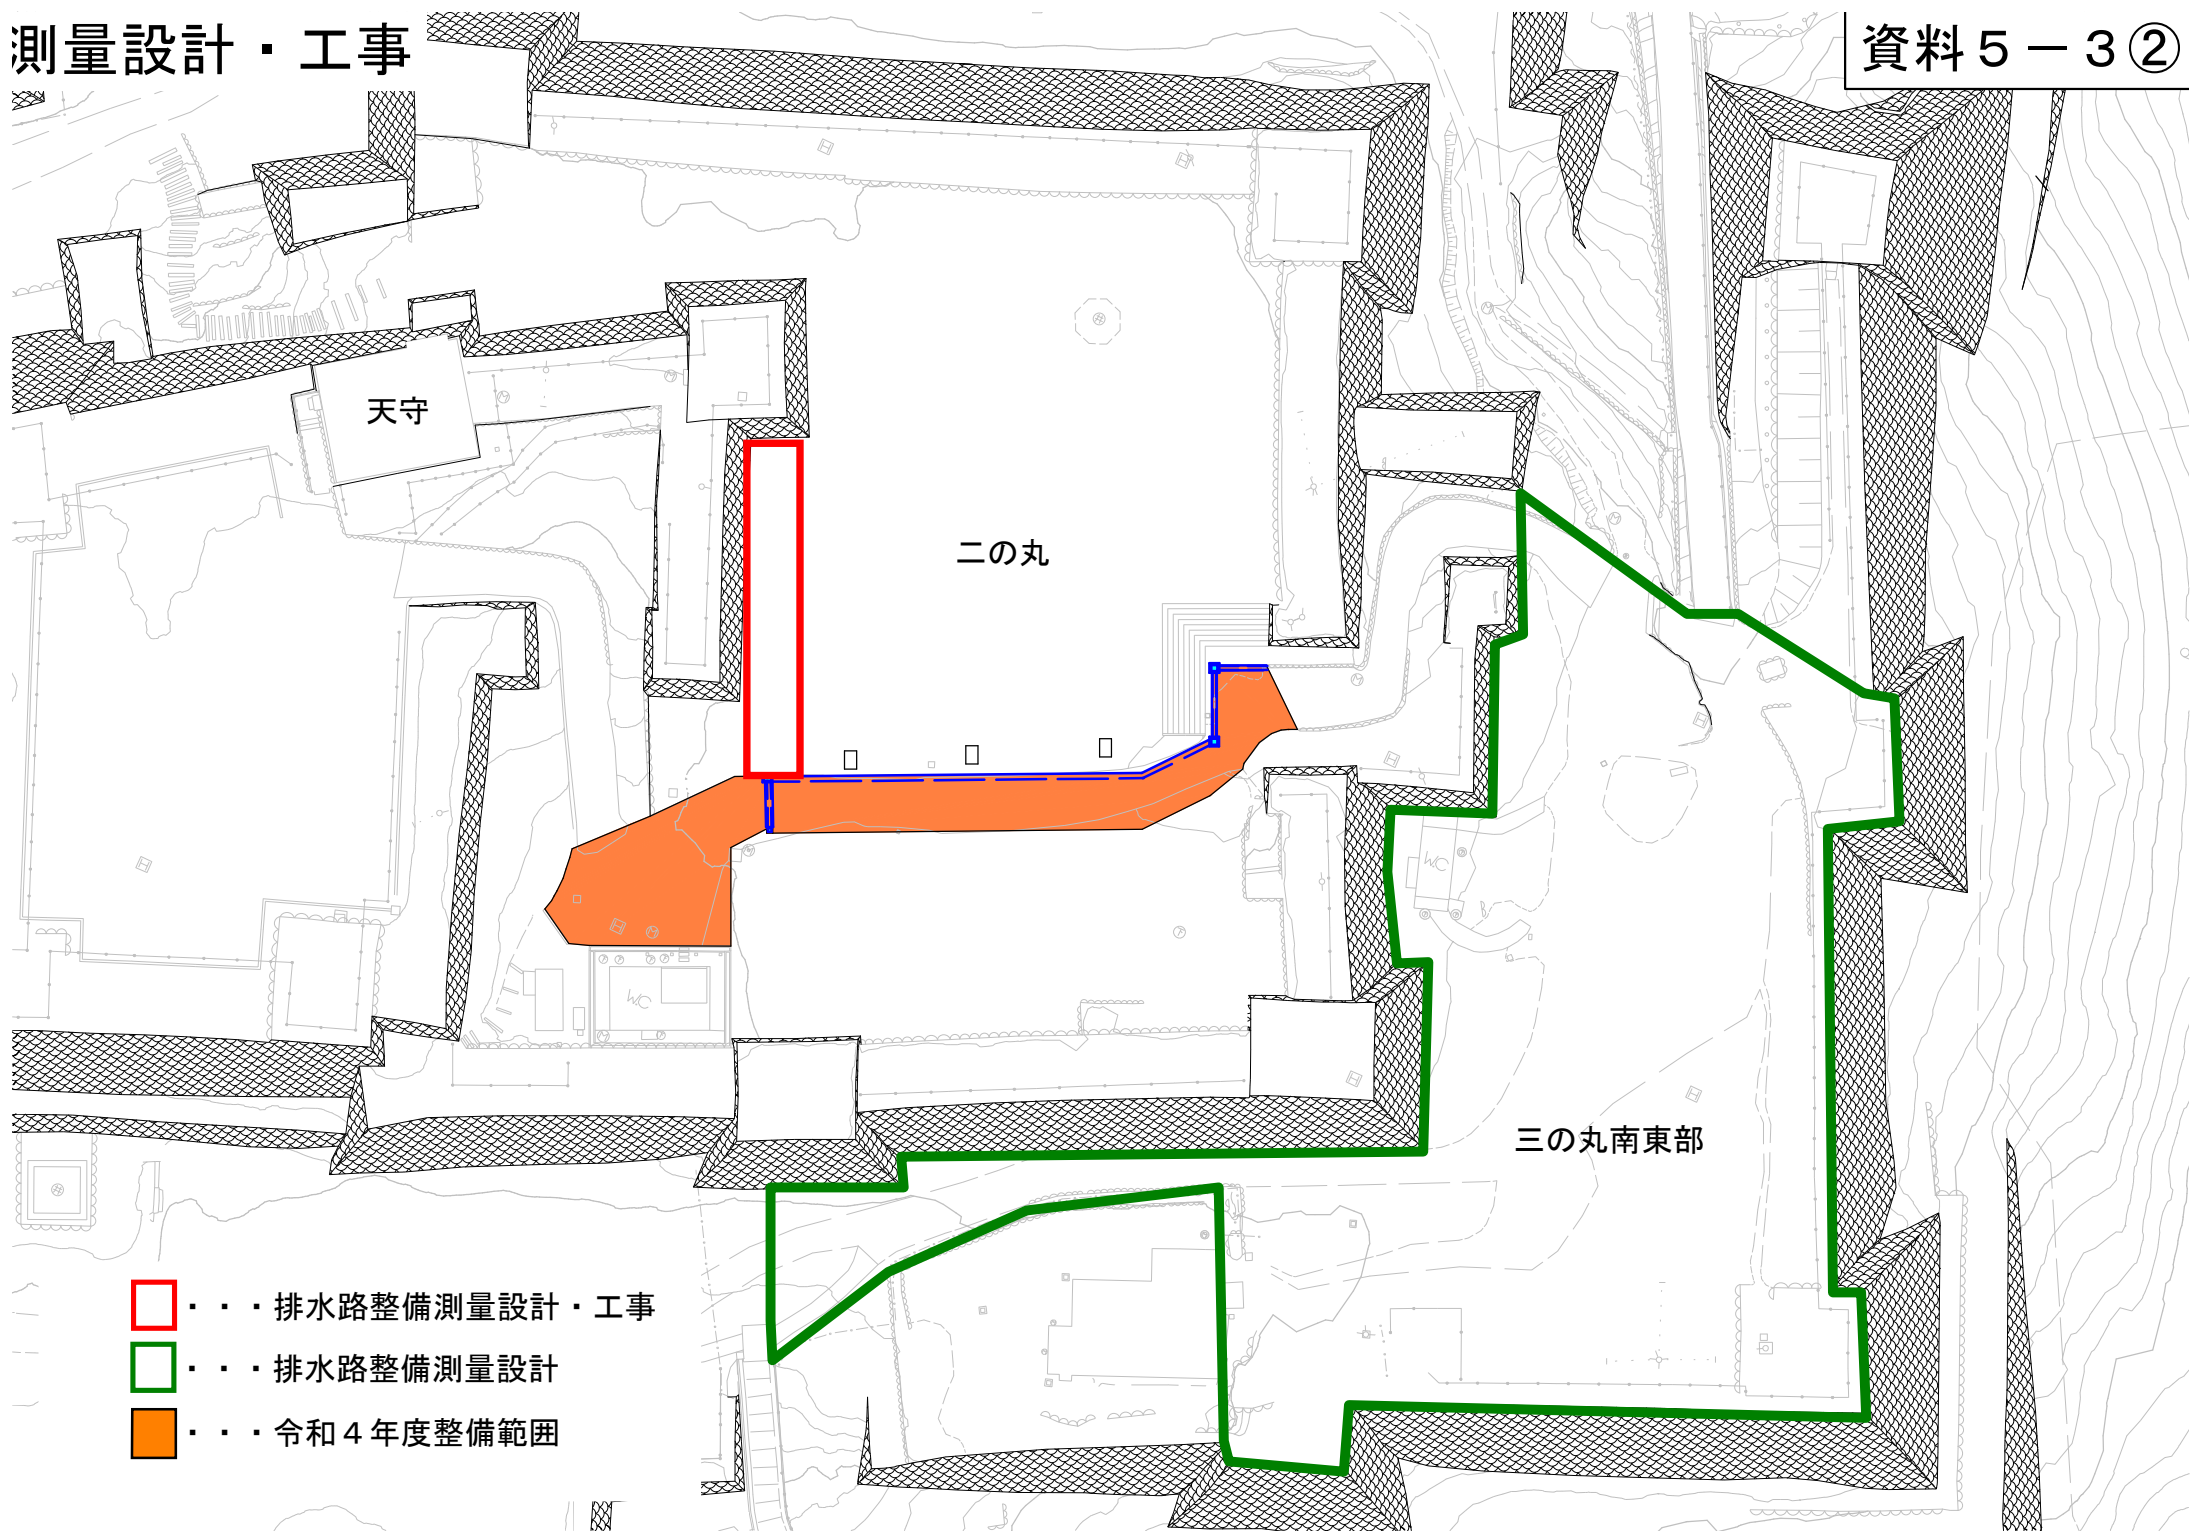 測量設計・工事
資料５－３②
天守
二の丸
WC
WC
三の丸南東部
・・・排水路整備測量設計・工事
・・・排水路整備測量設計
・・・令和４年度整備範囲